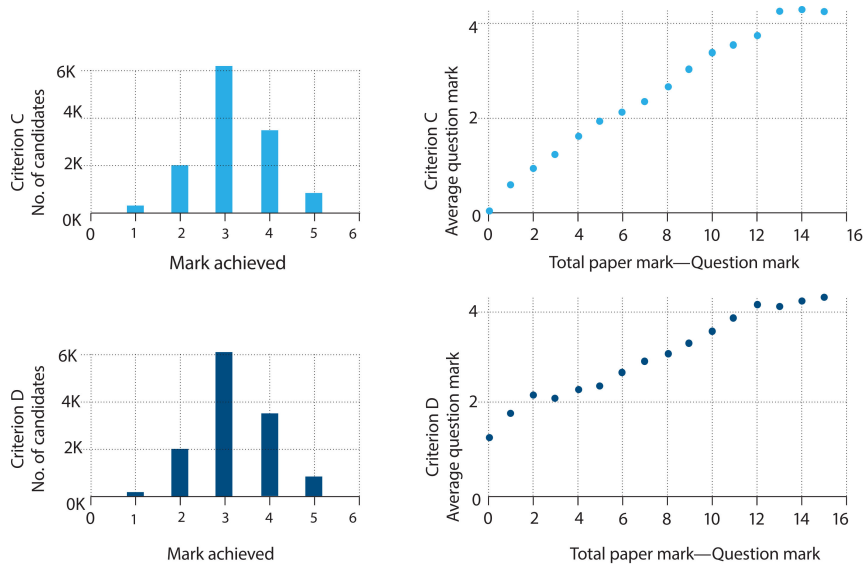 Criterion C
No. of candidates
6K
4K
2K
0K
0 1 2 3 4 5 6
Mark achieved
Criterion C
Average question mark
4
2
0
0 2 4 6 8 10 12 14 16
Total paper mark—Question mark
Criterion D
No. of candidates
6K
4K
2K
0K
0 1 2 3 4 5 6
Mark achieved
Criterion D
Average question mark
4
2
0
0 2 4 6 8 10 12 14 16
Total paper mark—Question mark